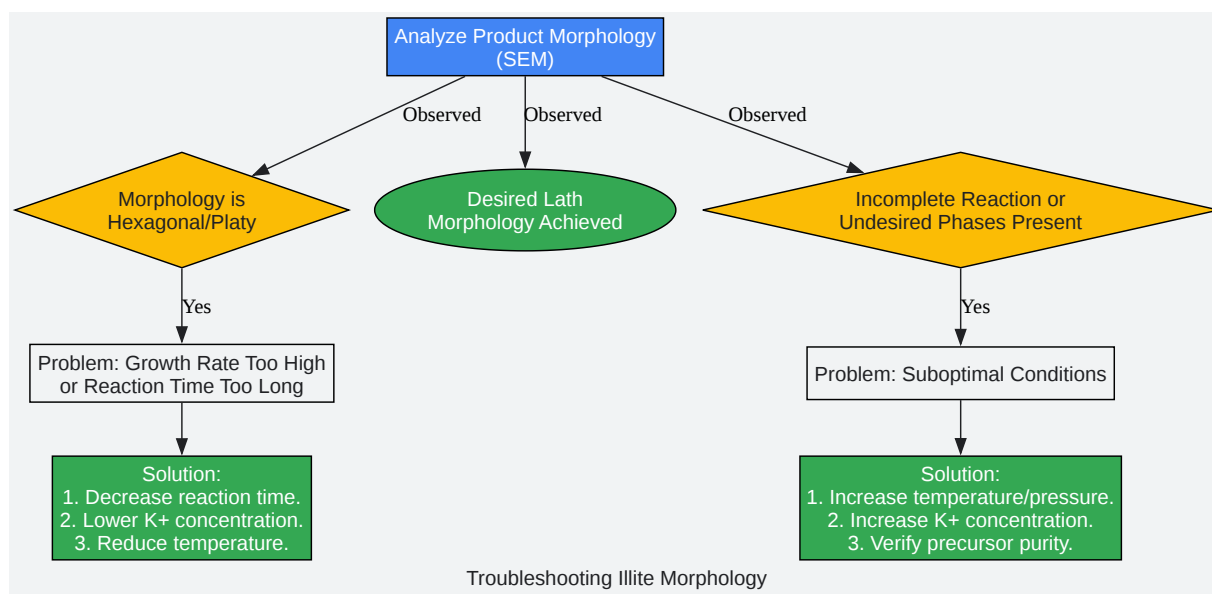 Analyze Product Morphology
(SEM)
Observed
Observed
Observed
Morphology is
Hexagonal/Platy
Desired Lath
Morphology Achieved
Incomplete Reaction or
Undesired Phases Present
Yes
Yes
Problem: Growth Rate Too High
or Reaction Time Too Long
Problem: Suboptimal Conditions
Solution:
1. Decrease reaction time.
2. Lower K+ concentration.
3. Reduce temperature.
Solution:
1. Increase temperature/pressure.
2. Increase K+ concentration.
3. Verify precursor purity.
Troubleshooting Illite Morphology